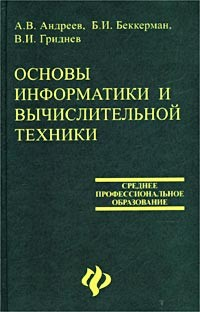 А.В. Андреев, Б.И. Беккерман,
В.И. Гриднев
ОСНОВЫ
ИНФОРМАТИКИ И
ВЫЧИСЛИТЕЛЬНОЙ
ТЕХНИКИ
СРЕДНЕЕ
ПРОФЕССИОНАЛЬНОЕ
ОБРАЗОВАНИЕ